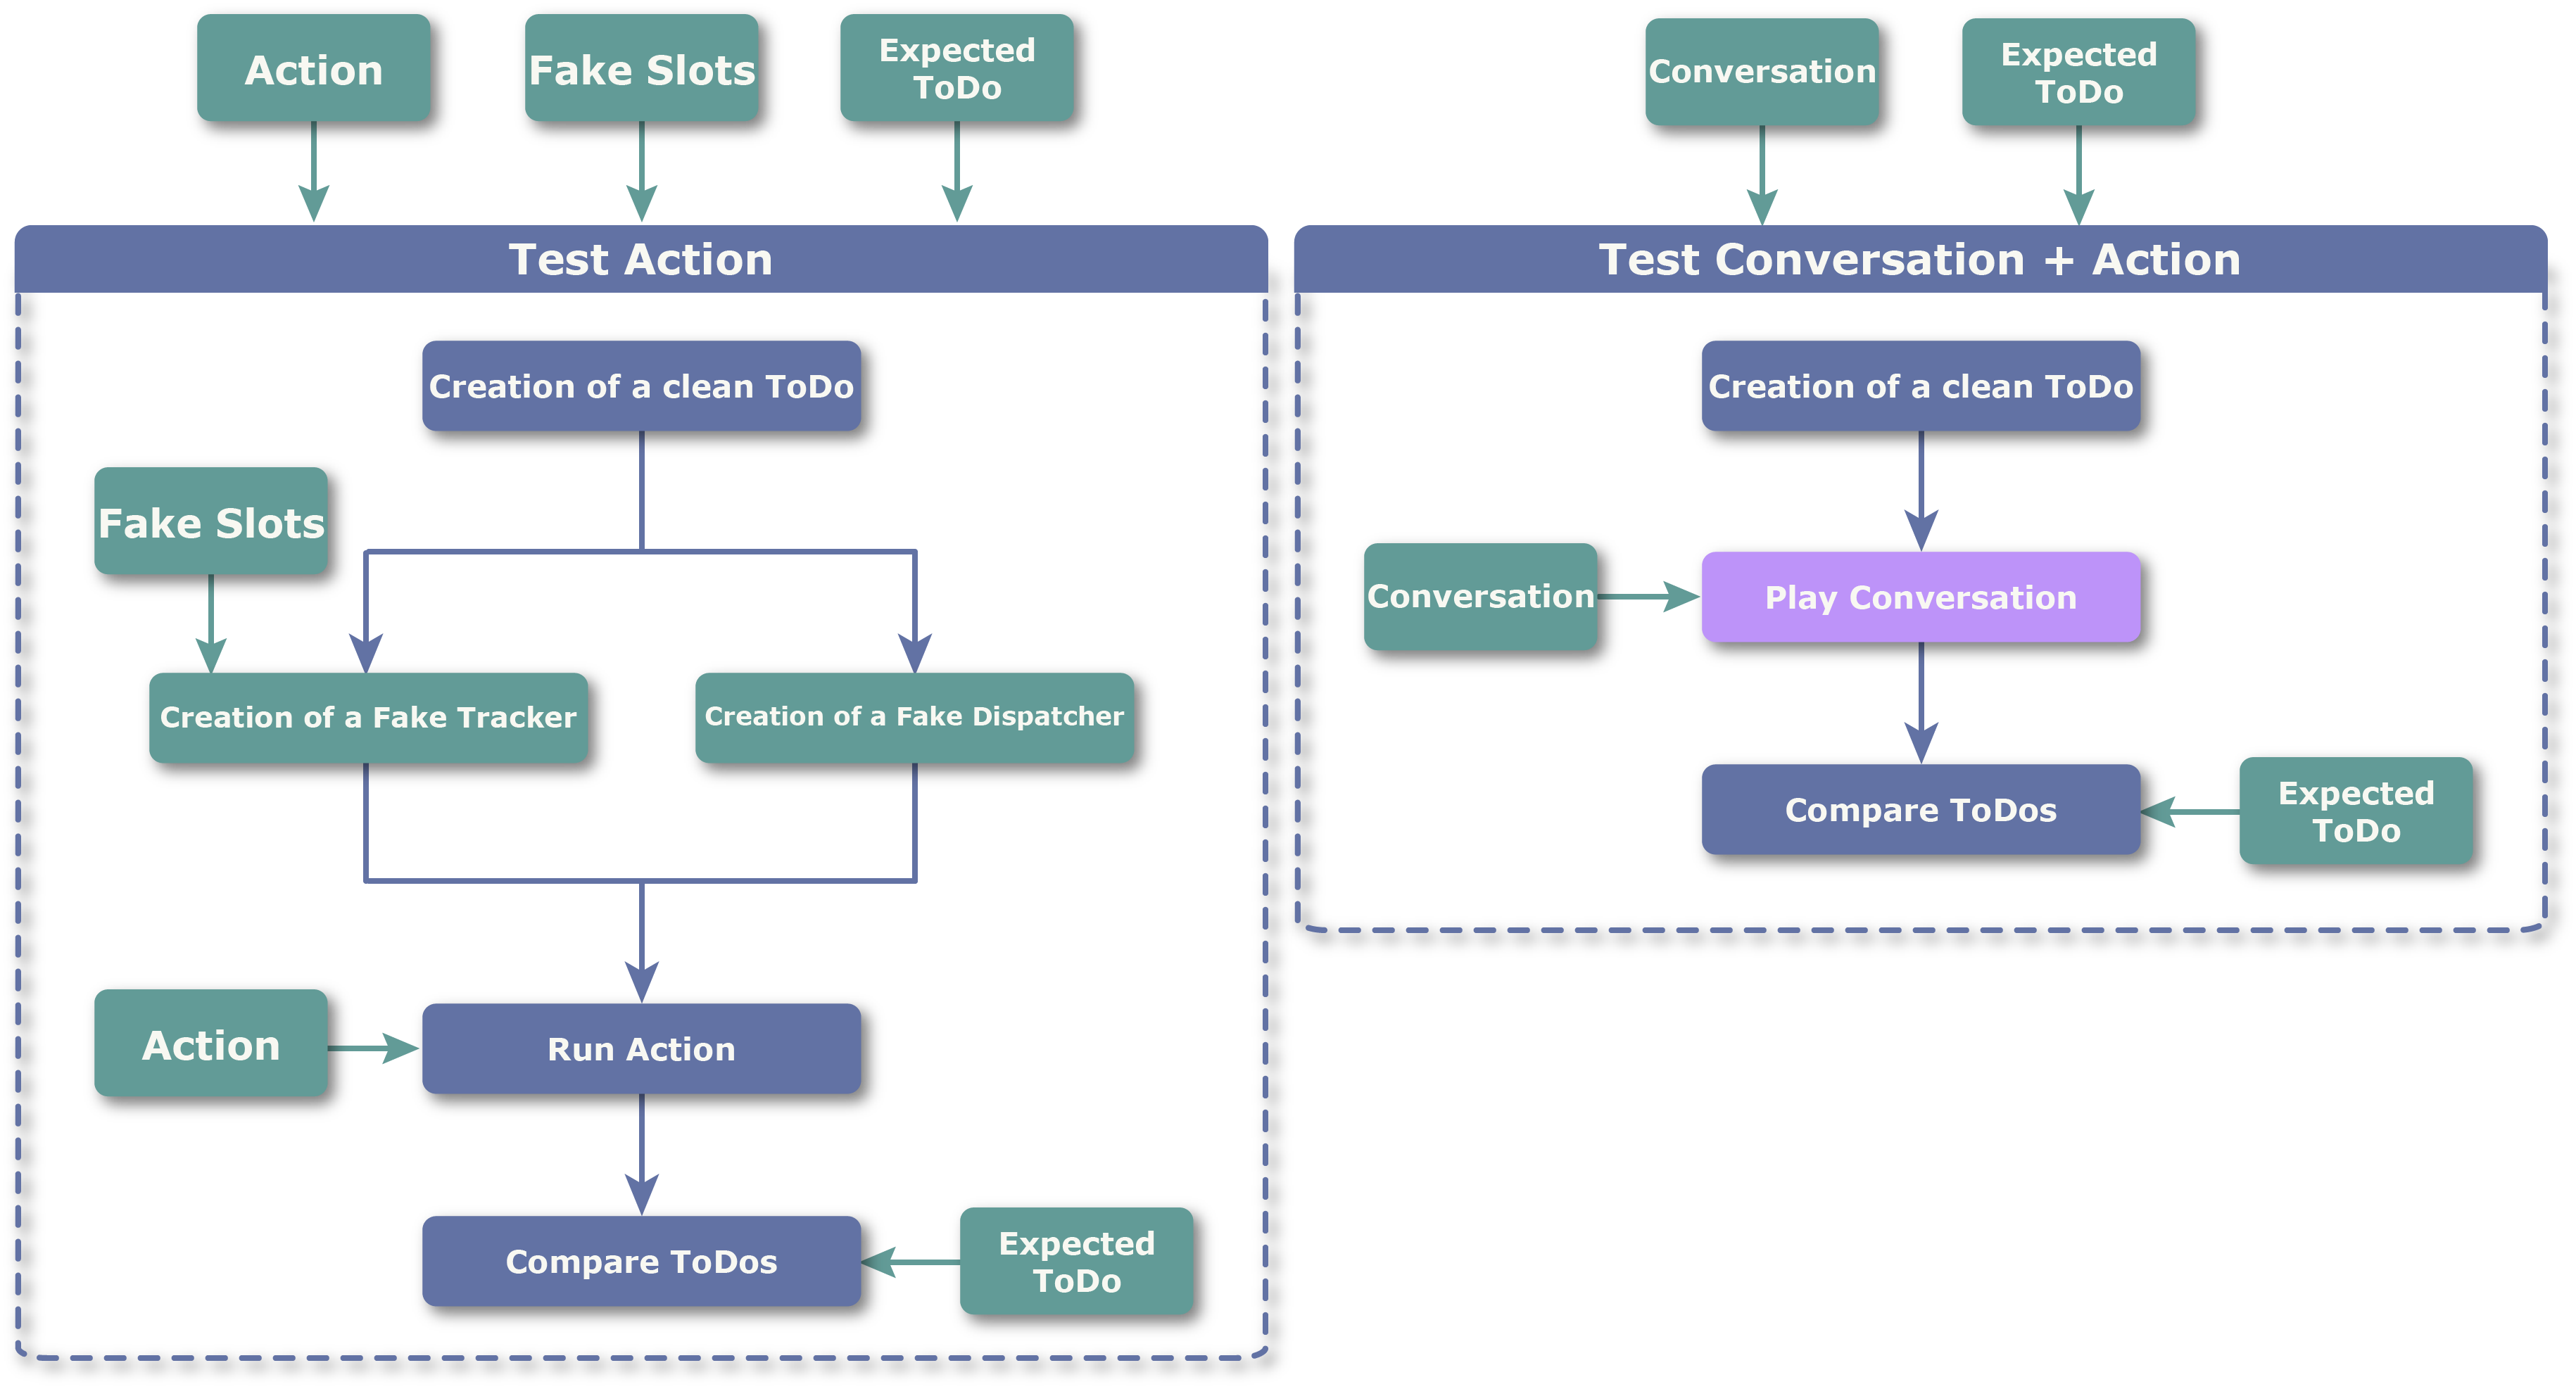 Action
Fake Slots
Expected
ToDo
Conversation
Expected
ToDo
Test Action
Creation of a clean ToDo
Fake Slots
Creation of a Fake Tracker
Creation of a Fake Dispatcher
Action
Run Action
Compare ToDos
Expected
ToDo
Test Conversation + Action
Creation of a clean ToDo
Conversation
Play Conversation
Compare ToDos
Expected
ToDo